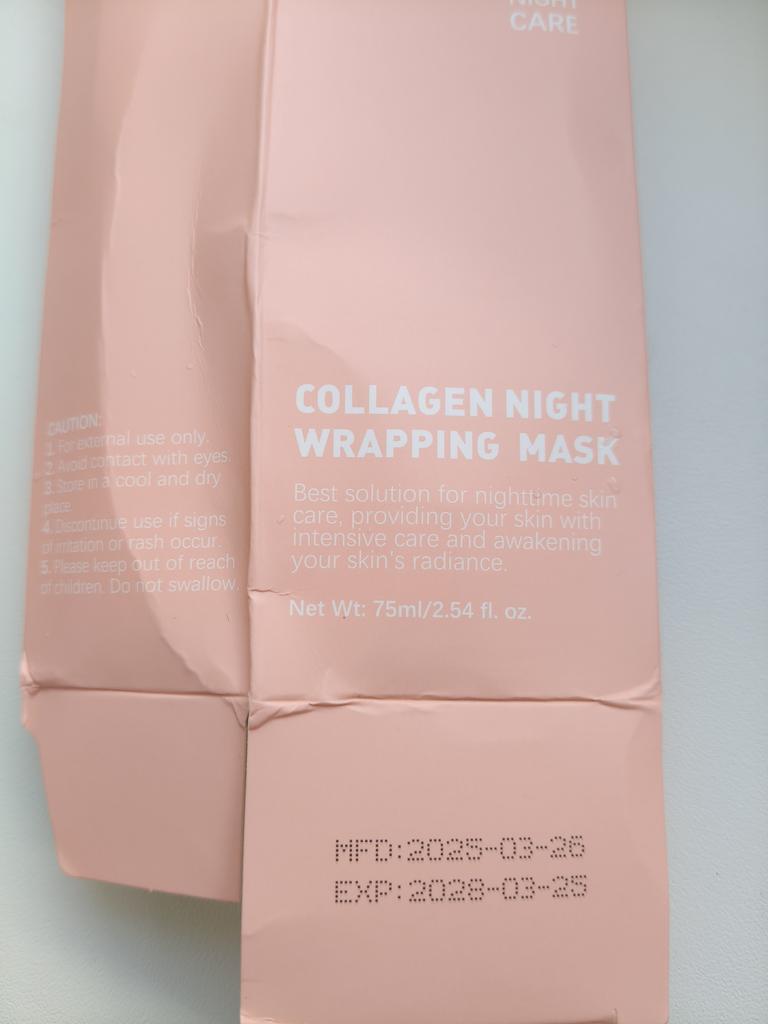 NIGHT
CARE
COLLAGEN NIGHT
WRAPPING MASK
Best solution for nighttime skin
care, providing your skin with
intensive care and awakening
your skin's radiance.
Net Wt: 75ml/2.54 fl. oz.
CAUTION:
1. For external use only.
2. Avoid contact with eyes.
3. Store in a cool and dry
place.
4. Discontinue use if signs
of irritation or rash occur.
5. Please keep out of reach
of children. Do not swallow.
MFD:2025-03-26
EXP:2028-03-25